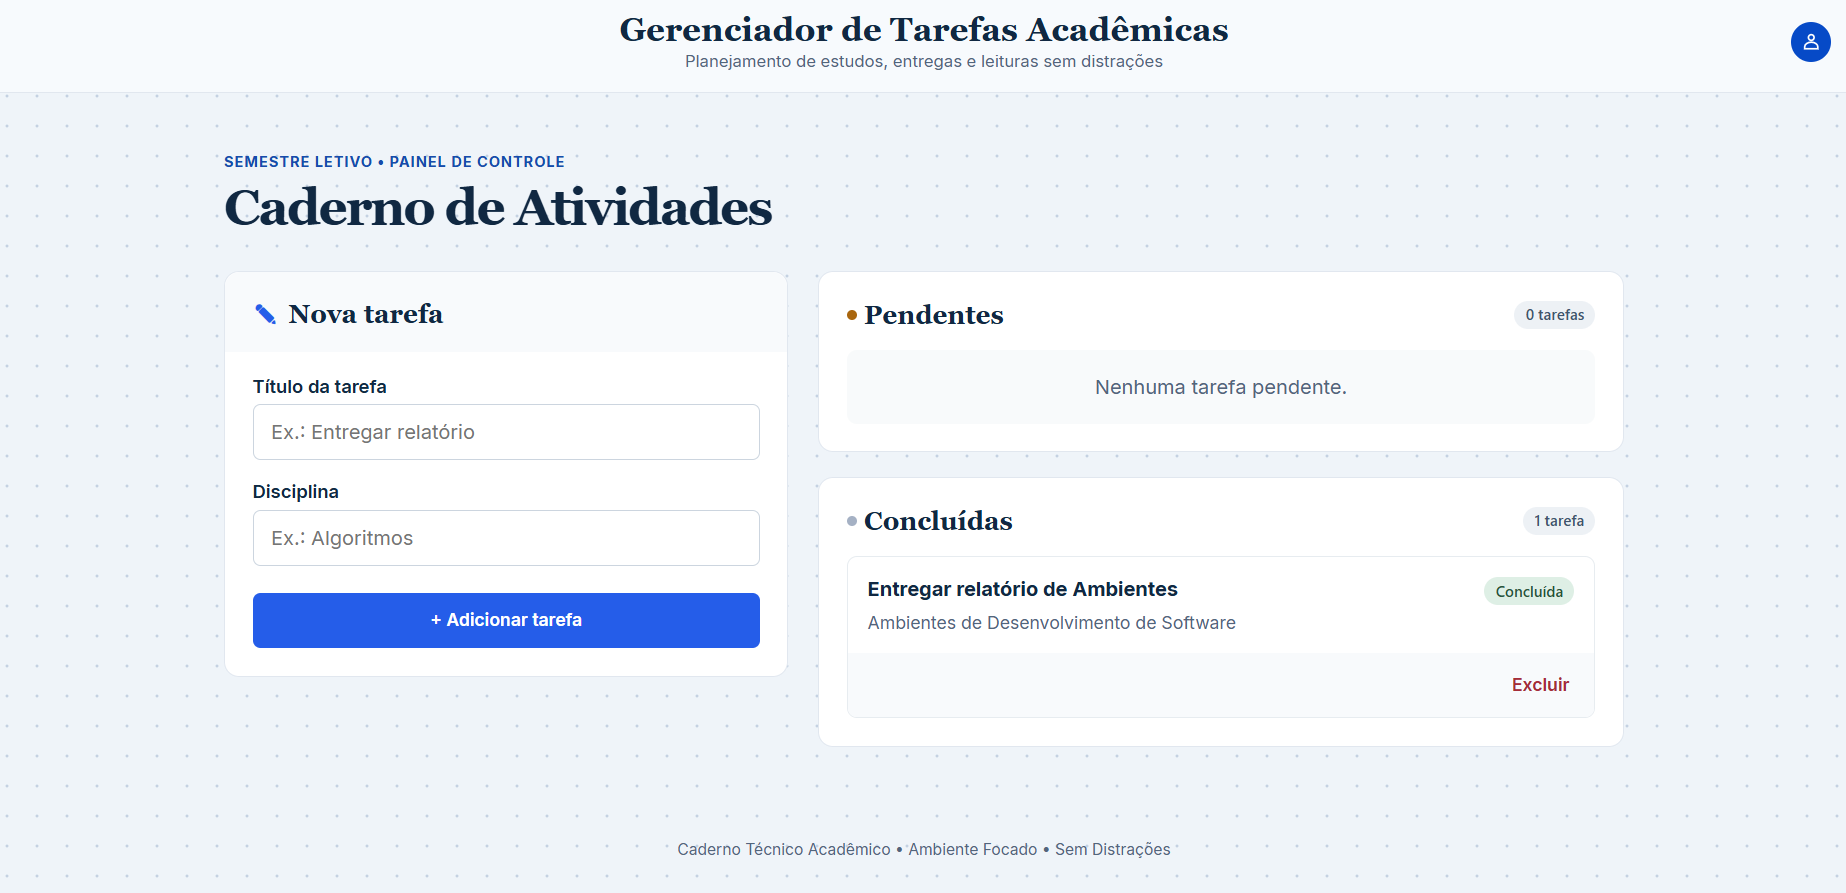 Gerenciador de Tarefas Acadêmicas
Planejamento de estudos, entregas e leituras sem distrações
SEMESTRE LETIVO • PAINEL DE CONTROLE
Caderno de Atividades
Nova tarefa
Título da tarefa
Ex.: Entregar relatório
Disciplina
Ex.: Algoritmos
+ Adicionar tarefa
Pendentes
0 tarefas
Nenhuma tarefa pendente.
Concluídas
1 tarefa
Entregar relatório de Ambientes
Concluída
Ambientes de Desenvolvimento de Software
Excluir
Caderno Técnico Acadêmico • Ambiente Focado • Sem Distrações